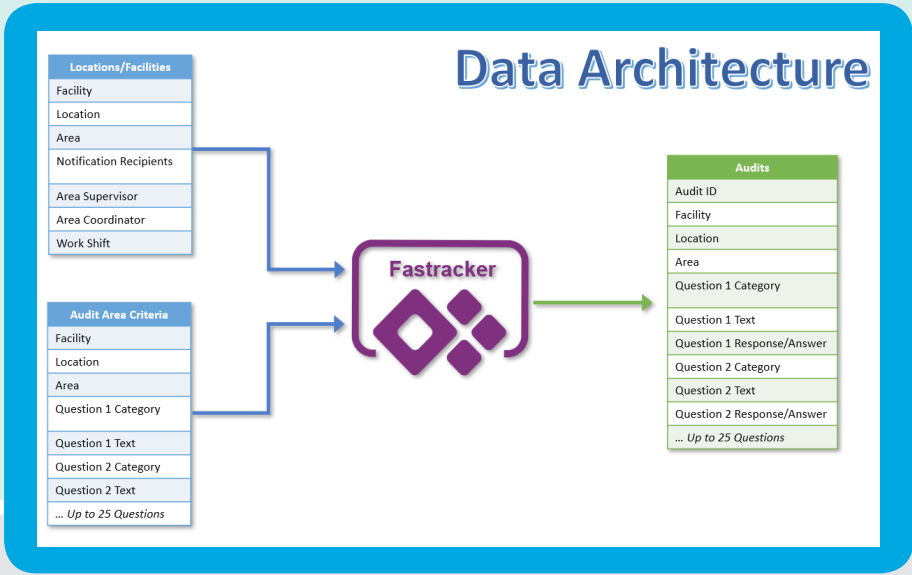 Data Architecture
Locations/Facilities
Facility
Location
Area
Notification Recipients
Area Supervisor
Area Coordinator
Work Shift
Audit Area Criteria
Facility
Location
Area
Question 1 Category
Question 1 Text
Question 2 Category
Question 2 Text
... Up to 25 Questions
Fastracker
Audits
Audit ID
Facility
Location
Area
Question 1 Category
Question 1 Text
Question 1 Response/Answer
Question 2 Category
Question 2 Text
Question 2 Response/Answer
... Up to 25 Questions